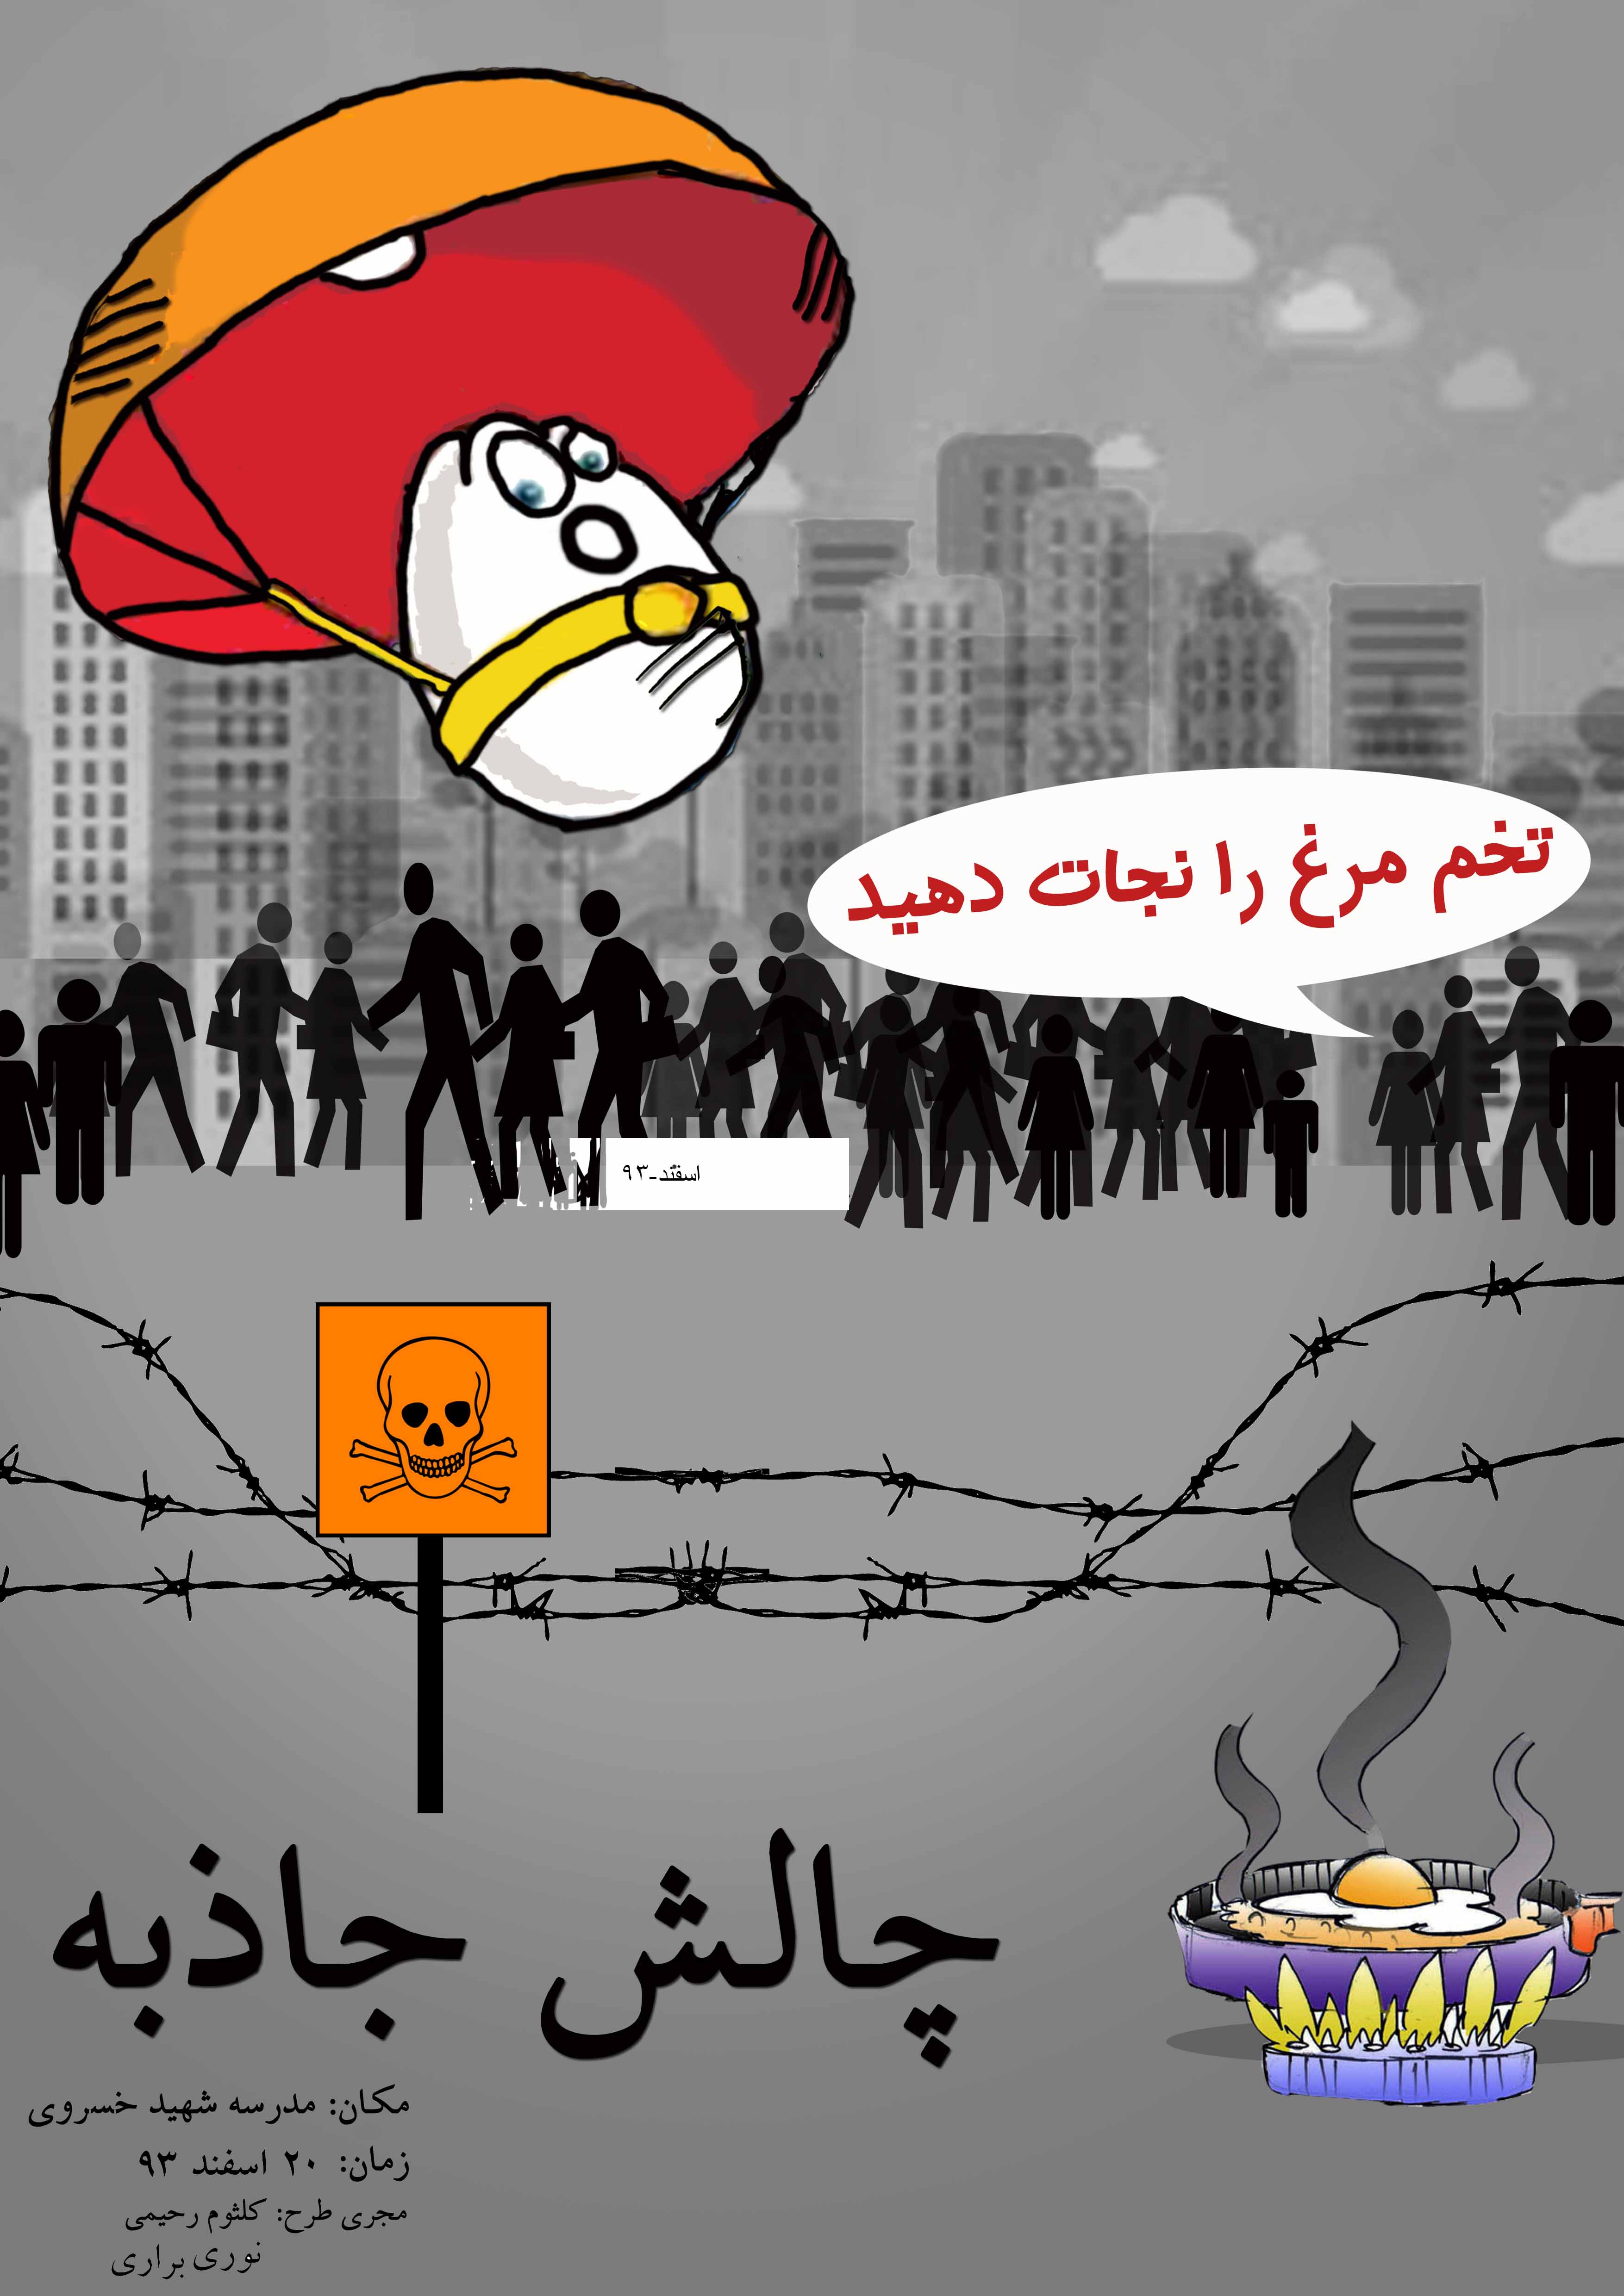 تخم مرغ را نجات دهید
اسفند-۹۳
چالش جاذبه
مکان: مدرسه شهید خسروی
زمان: ۲۰ اسفند ۹۳
مجری طرح: کلثوم رحیمی
نوری براری